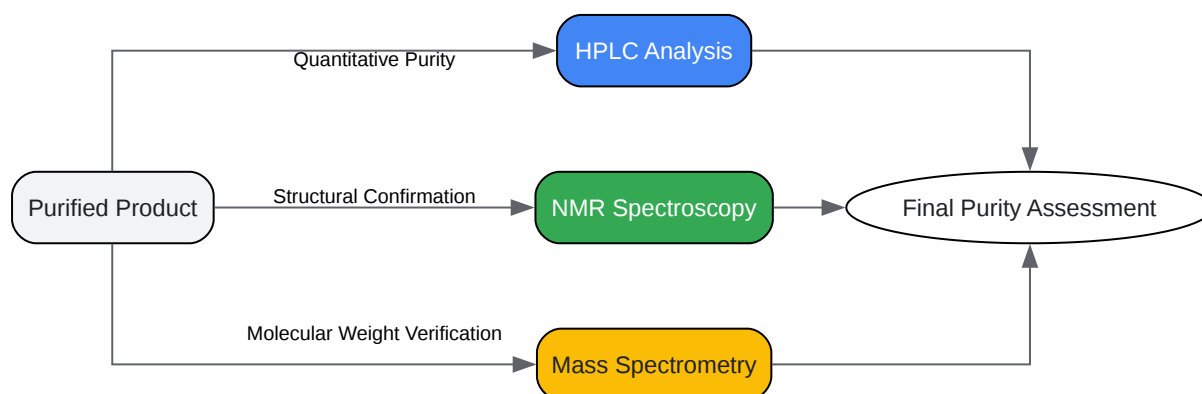 HPLC Analysis
Quantitative Purity
Purified Product
Structural Confirmation
NMR Spectroscopy
Final Purity Assessment
Molecular Weight Verification
Mass Spectrometry